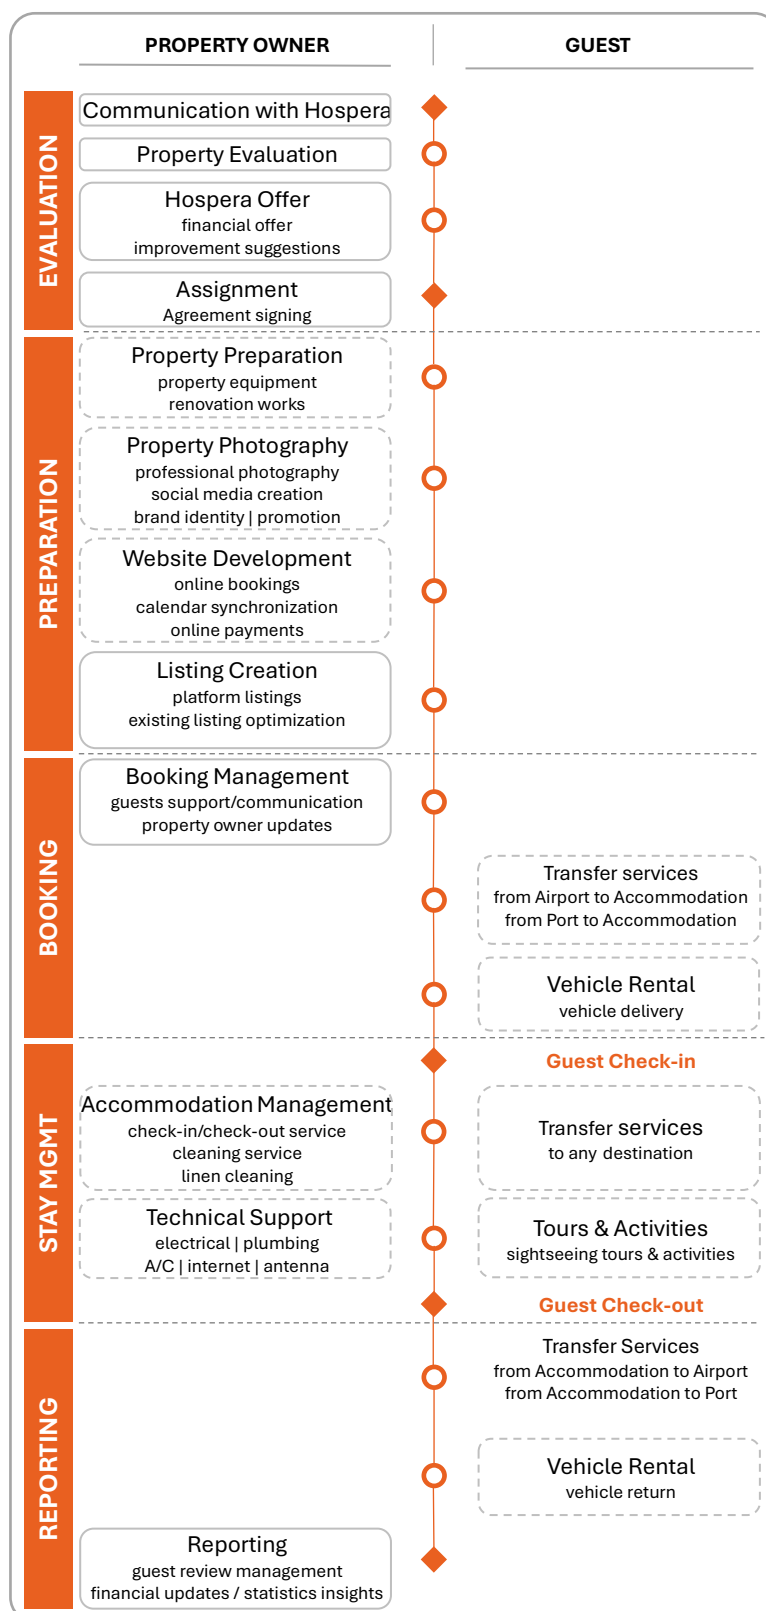 PROPERTY OWNER
GUEST
EVALUATION
Communication with Hospera
Property Evaluation
Hospera Offer
financial offer
improvement suggestions
Assignment
Agreement signing
PREPARATION
Property Preparation
property equipment
renovation works
Property Photography
professional photography
social media creation
brand identity | promotion
Website Development
online bookings
calendar synchronization
online payments
Listing Creation
platform listings
existing listing optimization
BOOKING
Booking Management
guests support/communication
property owner updates
Transfer services
from Airport to Accommodation
from Port to Accommodation
Vehicle Rental
vehicle delivery
STAY MGMT
Guest Check-in
Accommodation Management
check-in/check-out service
cleaning service
linen cleaning
Transfer services
to any destination
Technical Support
electrical | plumbing
A/C | internet | antenna
Tours & Activities
sightseeing tours & activities
Guest Check-out
REPORTING
Transfer Services
from Accommodation to Airport
from Accommodation to Port
Vehicle Rental
vehicle return
Reporting
guest review management
financial updates / statistics insights